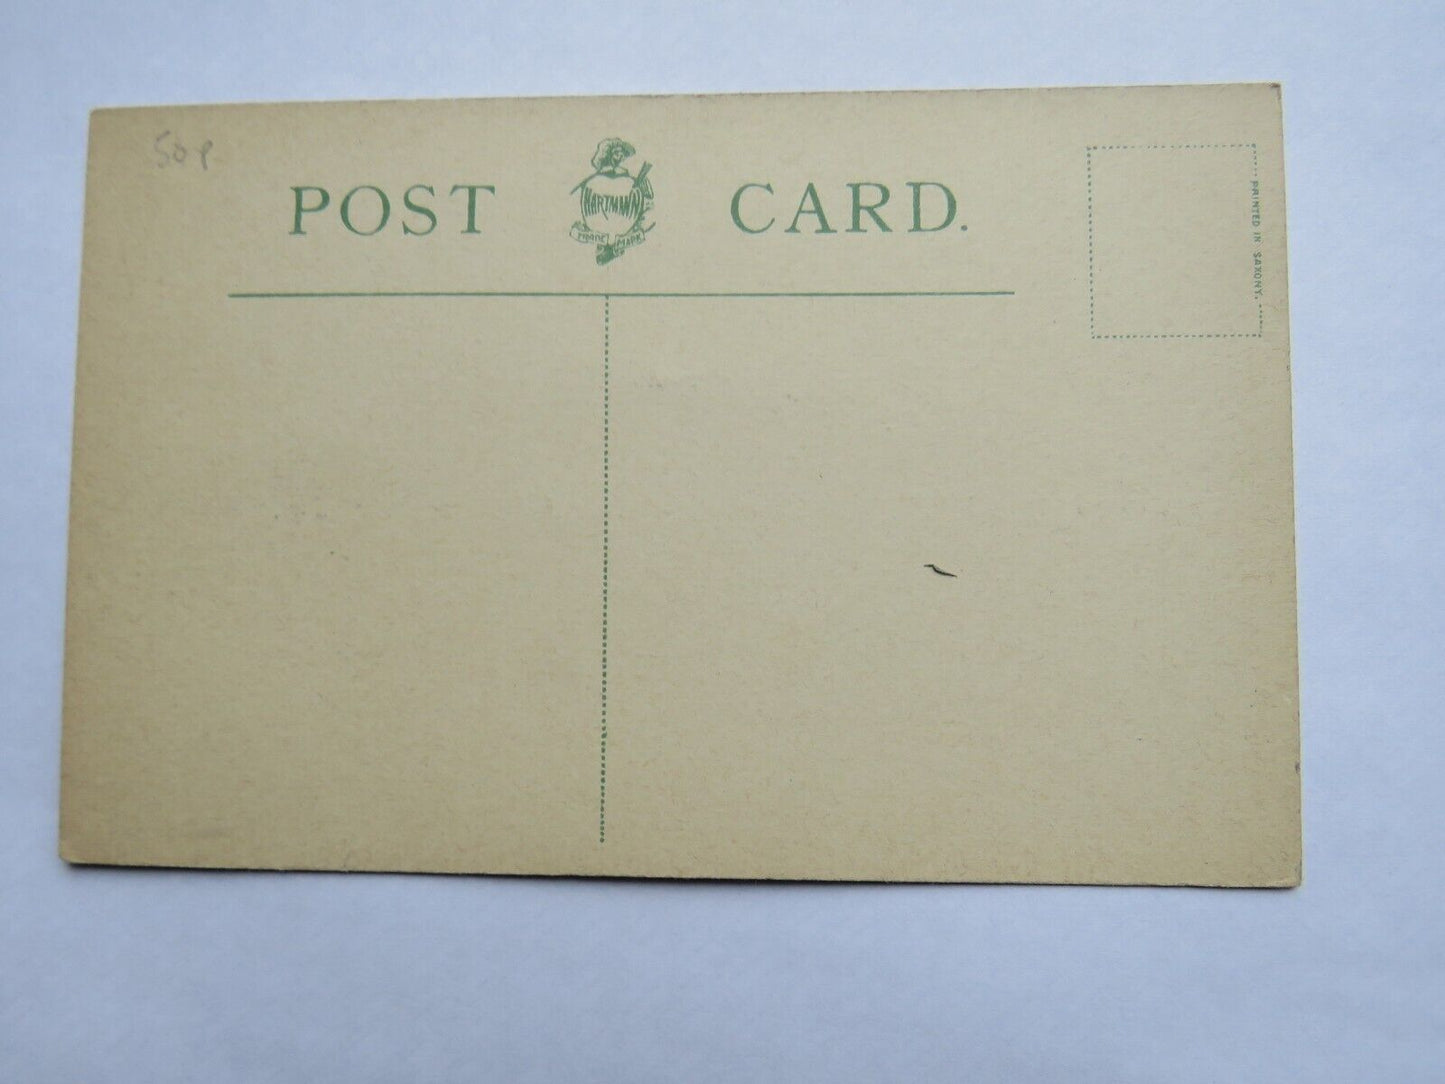 50p
POST CARD.
HARTMANN
TRADE MARK
PRINTED IN SAXONY.